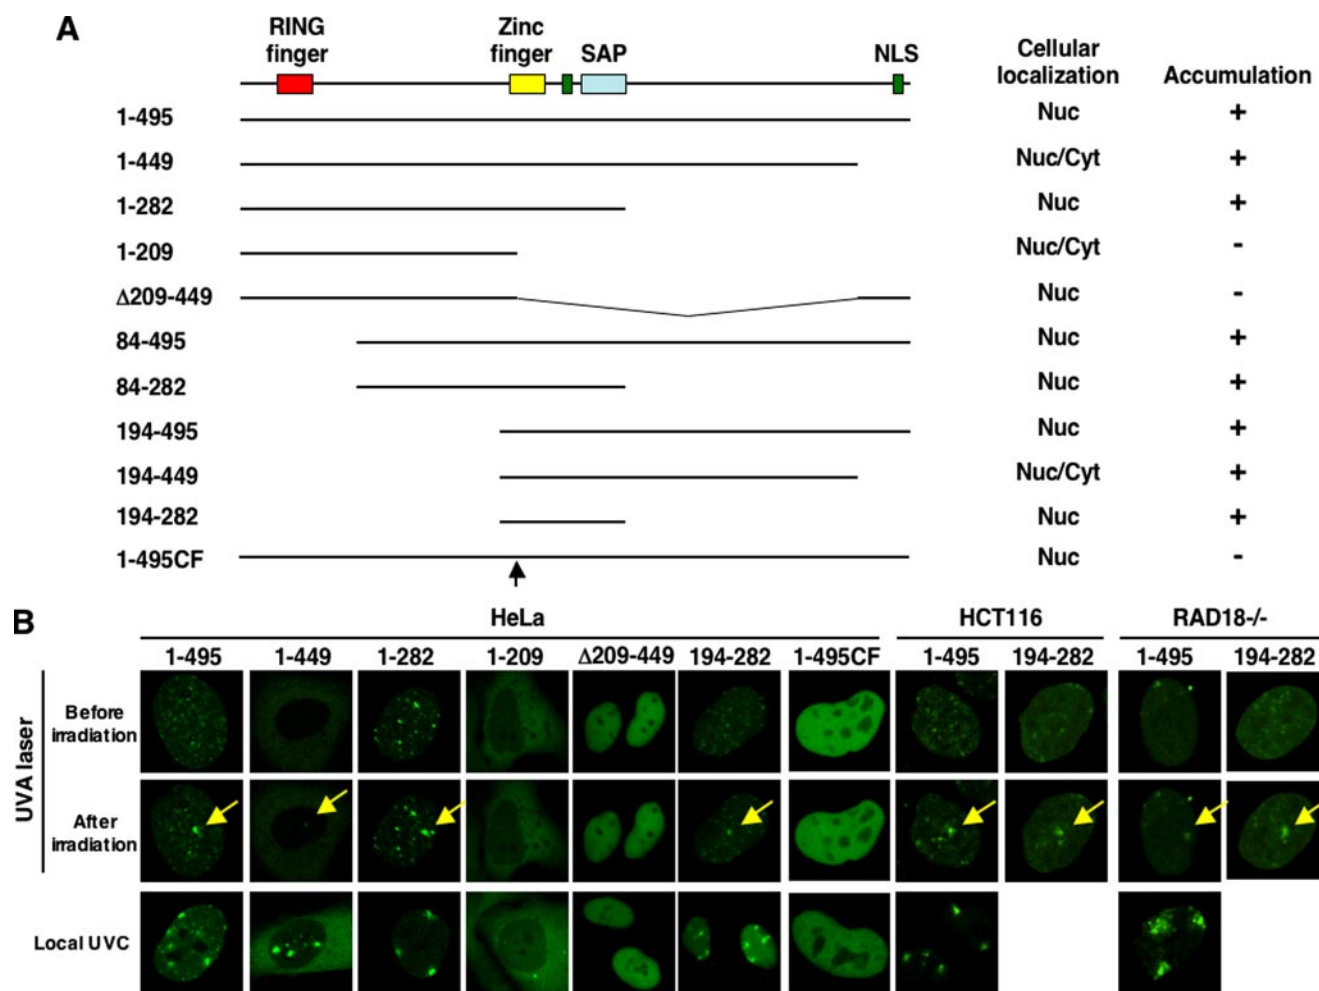 A
RING
finger
Zinc
finger
SAP
NLS
Cellular
localization
Accumulation
1-495 Nuc +
1-449 Nuc/Cyt +
1-282 Nuc +
1-209 Nuc/Cyt -
Δ209-449 Nuc -
84-495 Nuc +
84-282 Nuc +
194-495 Nuc +
194-449 Nuc/Cyt +
194-282 Nuc +
1-495CF Nuc -
B
HeLa HCT116 RAD18-/-
1-495 1-449 1-282 1-209 Δ209-449 194-282 1-495CF 1-495 194-282 1-495 194-282
UVA laser
Before
irradiation
After
irradiation
Local UVC